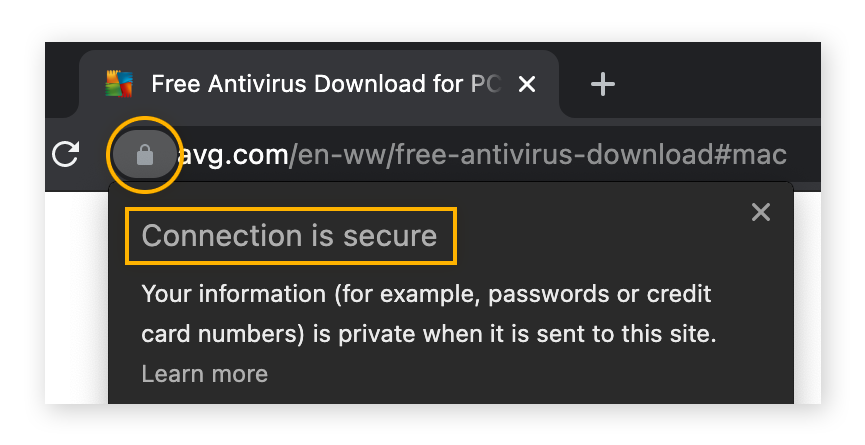 Free Antivirus Download for PC
avg.com/en-ww/free-antivirus-download#mac
Connection is secure
Your information (for example, passwords or credit
card numbers) is private when it is sent to this site.
Learn more